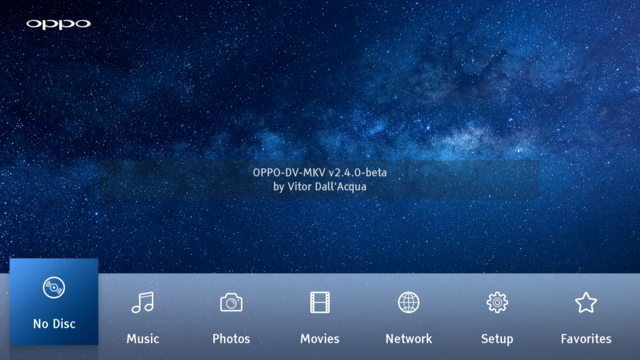 oppo
OPPO-DV-MKV v2.4.0-beta
by Vitor Dall'Acqua
No Disc
Music
Photos
Movies
Network
Setup
Favorites